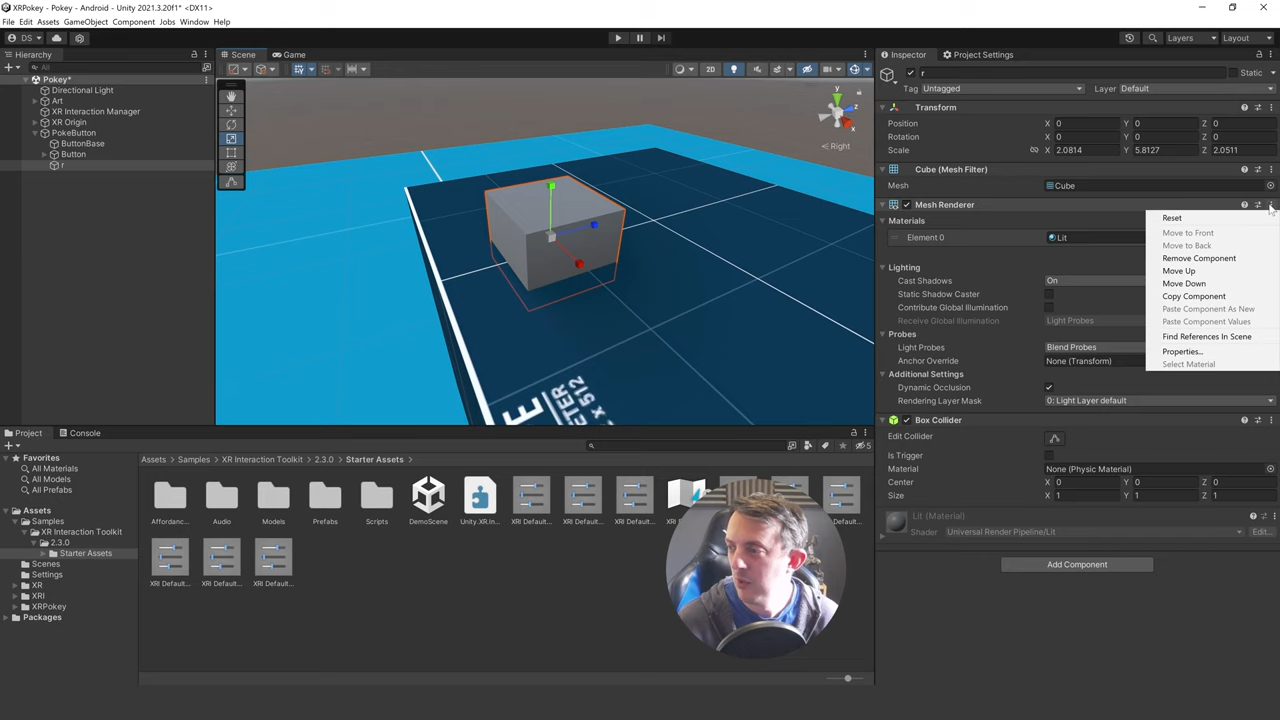 XRPokey - Pokey - Android - Unity 2021.3.20f1* <DX11>
File Edit Assets GameObject Component Jobs Window Help
DS
Layers
Layout
Hierarchy
All
Pokey*
Directional Light
Art
XR Interaction Manager
XR Origin
PokeButton
ButtonBase
Button
r
Scene
Game
2D
y
z
x
Right
E
METER
x 512
Inspector
Project Settings
r
Static
Tag Untagged
Layer Default
Transform
Position X 0 Y 0 Z 0
Rotation X 0 Y 0 Z 0
Scale X 2.0814 Y 5.8127 Z 2.0511
Cube (Mesh Filter)
Mesh Cube
Mesh Renderer
Materials
Element 0 Lit
Lighting
Cast Shadows On
Static Shadow Caster
Contribute Global Illumination
Receive Global Illumination Light Probes
Probes
Light Probes Blend Probes
Anchor Override None (Transform)
Additional Settings
Dynamic Occlusion
Rendering Layer Mask 0: Light Layer default
Reset
Move to Front
Move to Back
Remove Component
Move Up
Move Down
Copy Component
Paste Component As New
Paste Component Values
Find References In Scene
Properties...
Select Material
Box Collider
Edit Collider
Is Trigger
Material None (Physic Material)
Center X 0 Y 0 Z 0
Size X 1 Y 1 Z 1
Lit (Material)
Shader Universal Render Pipeline/Lit Edit...
Add Component
Project
Console
5
Favorites
All Materials
All Models
All Prefabs
Assets
Samples
XR Interaction Toolkit
2.3.0
Starter Assets
Scenes
Settings
XR
XRI
XRPokey
Packages
Assets > Samples > XR Interaction Toolkit > 2.3.0 > Starter Assets >
Affordanc... Audio Models Prefabs Scripts DemoScene Unity.XR.In... XRI Default... XRI Default... XRI Default... XRI Default...
XRI Default... XRI Default... XRI Default...